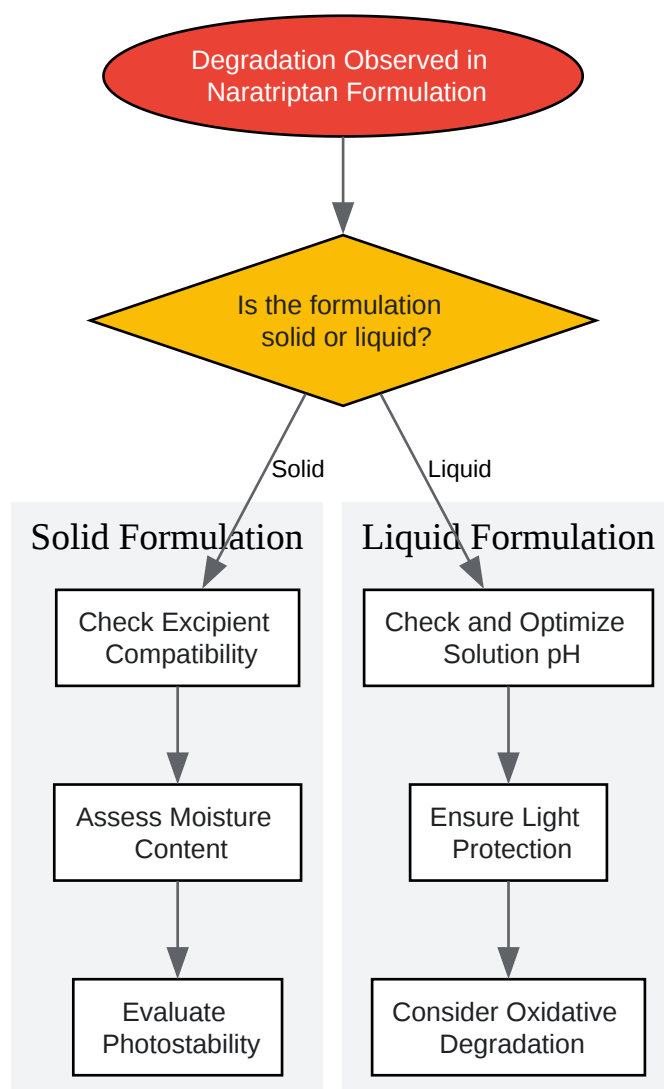 Degradation Observed in
Naratriptan Formulation
Is the formulation
solid or liquid?
Solid
Liquid
Solid Formulation
Check Excipient
Compatibility
Assess Moisture
Content
Evaluate
Photostability
Liquid Formulation
Check and Optimize
Solution pH
Ensure Light
Protection
Consider Oxidative
Degradation